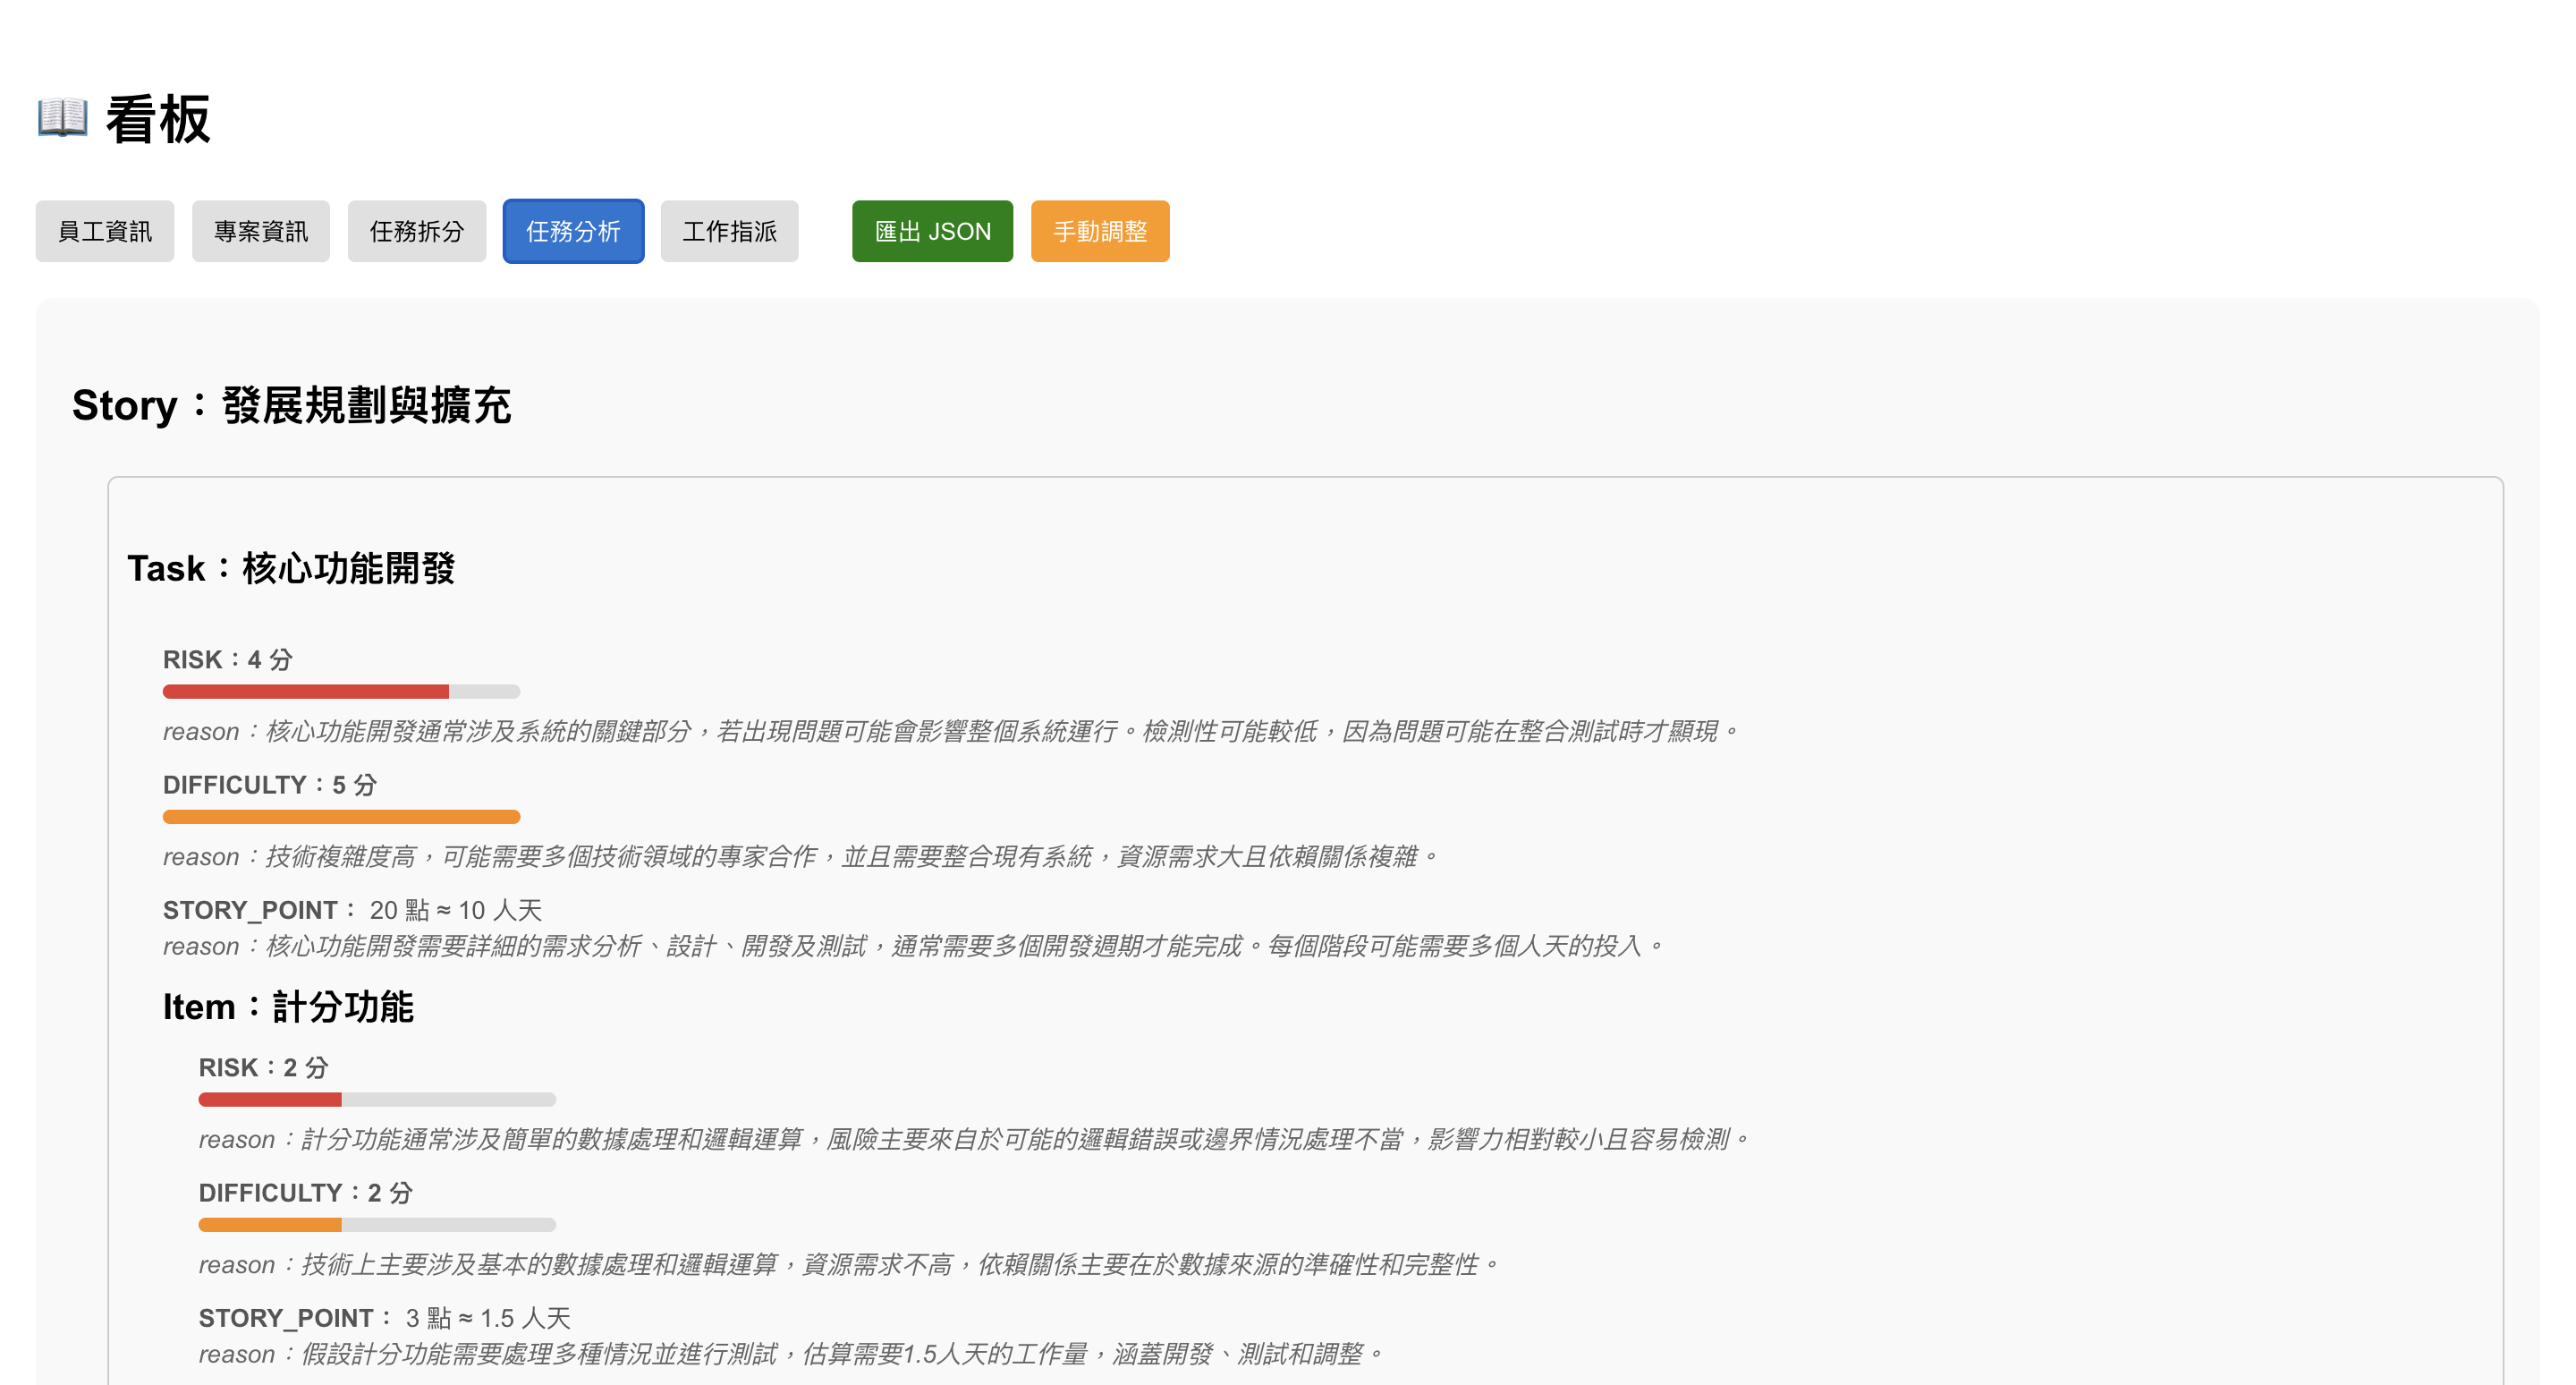 📖 看板
員工資訊 專案資訊 任務拆分 任務分析 工作指派 匯出 JSON 手動調整
Story：發展規劃與擴充
Task：核心功能開發
RISK：4 分
reason：核心功能開發通常涉及系統的關鍵部分，若出現問題可能會影響整個系統運行。檢測性可能較低，因為問題可能在整合測試時才顯現。
DIFFICULTY：5 分
reason：技術複雜度高，可能需要多個技術領域的專家合作，並且需要整合現有系統，資源需求大且依賴關係複雜。
STORY_POINT： 20 點 ≈ 10 人天
reason：核心功能開發需要詳細的需求分析、設計、開發及測試，通常需要多個開發週期才能完成。每個階段可能需要多個人天的投入。
Item：計分功能
RISK：2 分
reason：計分功能通常涉及簡單的數據處理和邏輯運算，風險主要來自於可能的邏輯錯誤或邊界情況處理不當，影響力相對較小且容易檢測。
DIFFICULTY：2 分
reason：技術上主要涉及基本的數據處理和邏輯運算，資源需求不高，依賴關係主要在於數據來源的準確性和完整性。
STORY_POINT： 3 點 ≈ 1.5 人天
reason：假設計分功能需要處理多種情況並進行測試，估算需要1.5人天的工作量，涵蓋開發、測試和調整。